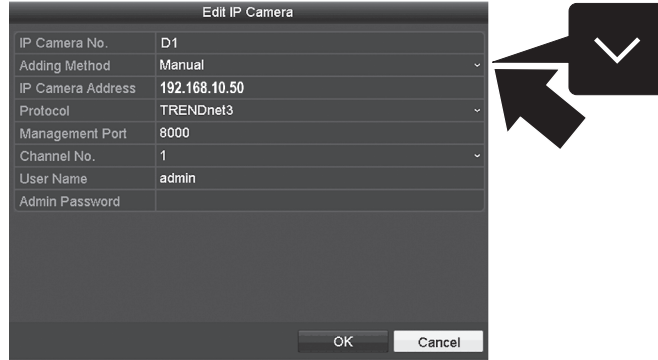 Edit IP Camera
IP Camera No. D1
Adding Method Manual
IP Camera Address 192.168.10.50
Protocol TRENDnet3
Management Port 8000
Channel No. 1
User Name admin
Admin Password
OK Cancel